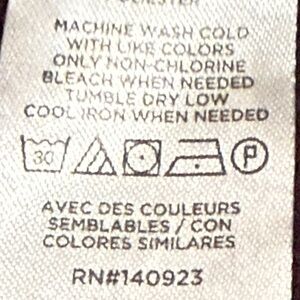 POLYESTER
MACHINE WASH COLD
WITH LIKE COLORS
ONLY NON-CHLORINE
BLEACH WHEN NEEDED
TUMBLE DRY LOW
COOL IRON WHEN NEEDED
30 P
AVEC DES COULEURS
SEMBLABLES / CON
COLORES SIMILARES
RN#140923